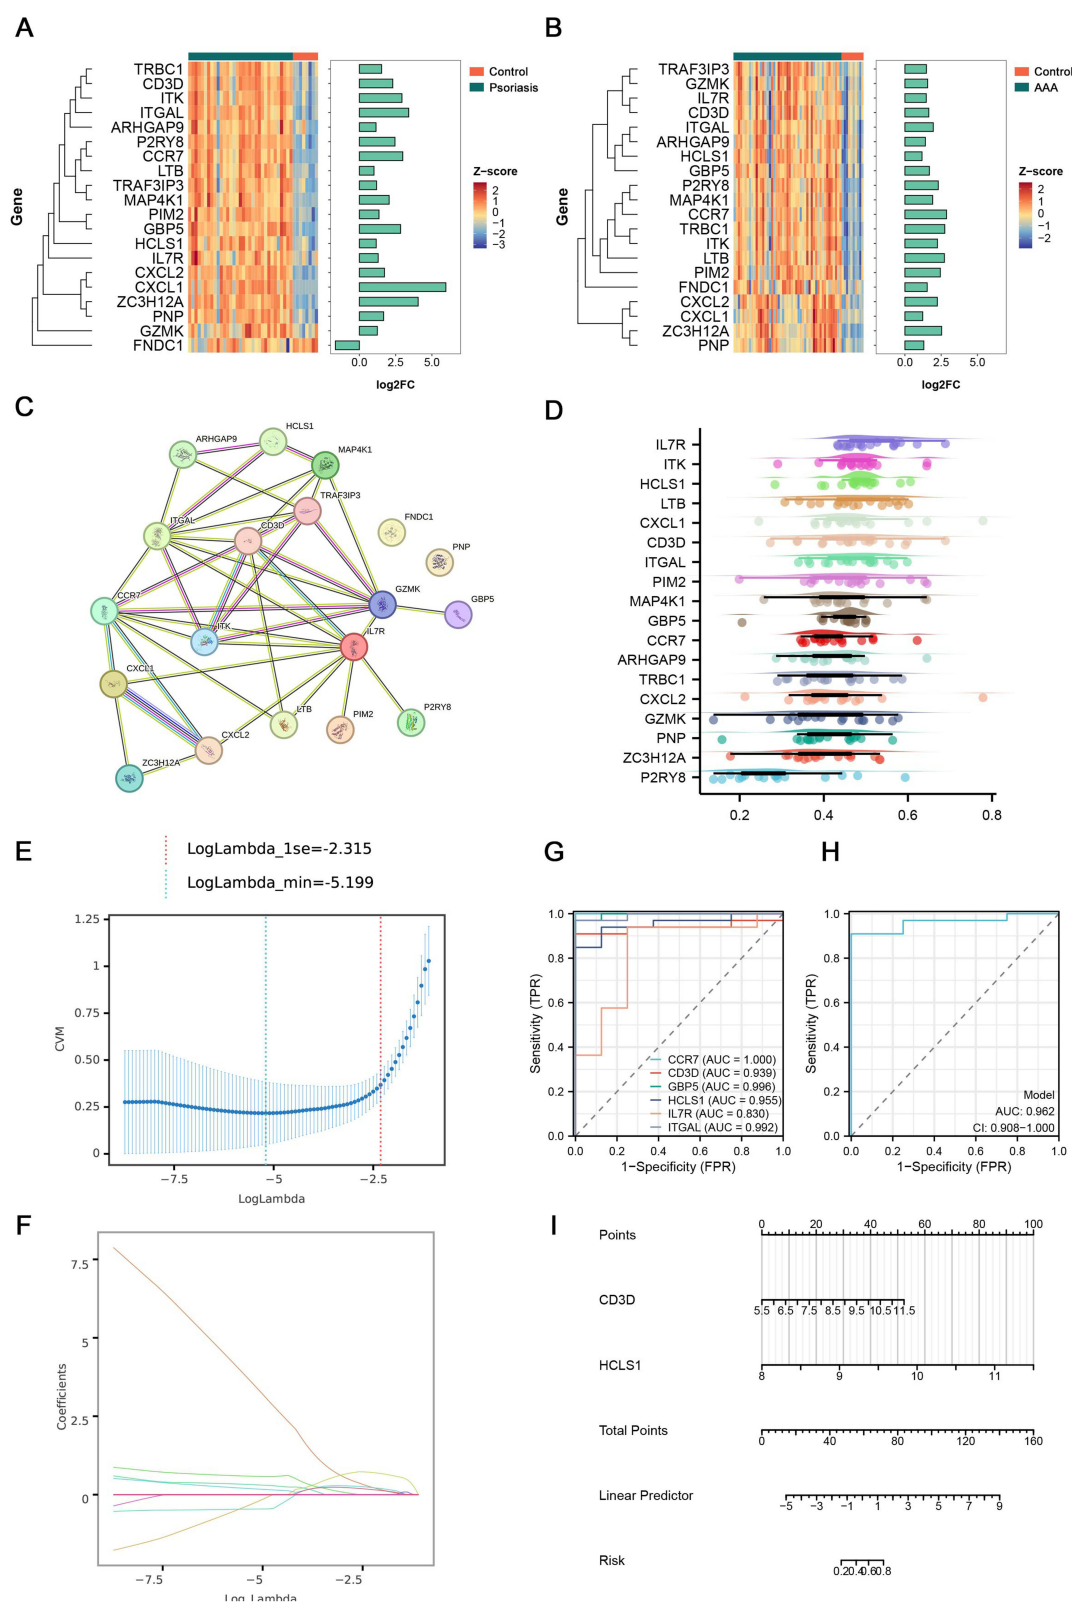 A
TRBC1
CD3D
ITK
ITGAL
ARHGAP9
P2RY8
CCR7
LTB
TRAF3IP3
MAP4K1
PIM2
GBP5
HCLS1
IL7R
CXCL2
CXCL1
ZC3H12A
PNP
GZMK
FNDC1
Gene
0.0 2.5 5.0
log2FC
Control
Psoriasis
Z−score
2
1
0
−1
−2
−3
B
TRAF3IP3
GZMK
IL7R
CD3D
ITGAL
ARHGAP9
HCLS1
GBP5
P2RY8
MAP4K1
CCR7
TRBC1
ITK
LTB
PIM2
FNDC1
CXCL2
CXCL1
ZC3H12A
PNP
Gene
0.0 2.5 5.0
log2FC
Control
AAA
Z−score
2
1
0
−1
−2
C
HCLS1
ARHGAP9
MAP4K1
TRAF3IP3
ITGAL
CD3D
FNDC1
PNP
CCR7
GZMK
GBP5
ITK
IL7R
CXCL1
LTB
PIM2
P2RY8
CXCL2
ZC3H12A
D
IL7R
ITK
HCLS1
LTB
CXCL1
CD3D
ITGAL
PIM2
MAP4K1
GBP5
CCR7
ARHGAP9
TRBC1
CXCL2
GZMK
PNP
ZC3H12A
P2RY8
0.2 0.4 0.6 0.8
E
LogLambda_1se=-2.315
LogLambda_min=-5.199
1.25
1
0.75
0.50
0.25
0
CVM
−7.5 −5 −2.5
LogLambda
F
7.5
5
2.5
0
Coefficients
−7.5 −5 −2.5
Log Lambda
G
1.0
0.8
0.6
0.4
0.2
0.0
Sensitivity (TPR)
CCR7 (AUC = 1.000)
CD3D (AUC = 0.939)
GBP5 (AUC = 0.996)
HCLS1 (AUC = 0.955)
IL7R (AUC = 0.830)
ITGAL (AUC = 0.992)
0.0 0.2 0.4 0.6 0.8 1.0
1−Specificity (FPR)
H
1.0
0.8
0.6
0.4
0.2
0.0
Sensitivity (TPR)
Model
AUC: 0.962
CI: 0.908−1.000
0.0 0.2 0.4 0.6 0.8 1.0
1−Specificity (FPR)
I
0 20 40 60 80 100
Points
CD3D
5.5 6.5 7.5 8.5 9.5 10.5 11.5
HCLS1
8 9 10 11
Total Points
0 40 80 120 160
Linear Predictor
−5 −3 −1 1 3 5 7 9
Risk
0.2 0.4 0.6 0.8